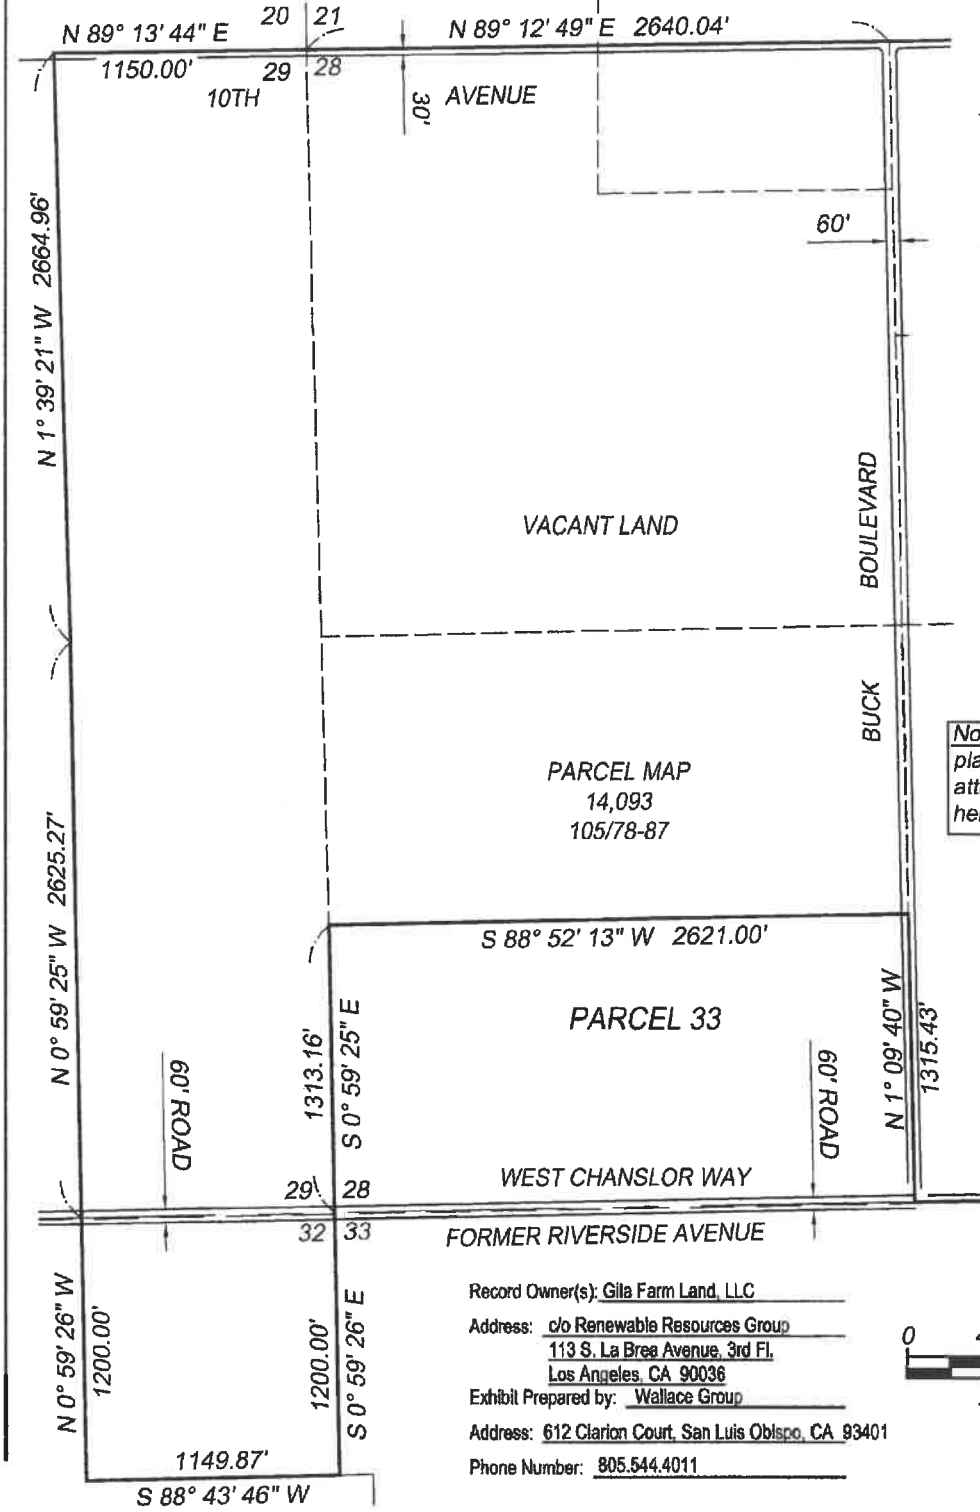 20 21
N 89° 13' 44" E
N 89° 12' 49" E 2640.04'
1150.00'
29 28
10TH
30'
AVENUE
60'
N 1° 39' 21" W 2664.96'
VACANT LAND
BOULEVARD
BUCK
PARCEL MAP
14,093
105/78-87
N 0° 59' 25" W 2625.27'
S 88° 52' 13" W 2621.00'
PARCEL 33
1313.16'
S 0° 59' 25" E
N 1° 09' 40" W
1315.43'
60' ROAD
60' ROAD
WEST CHANSLOR WAY
29 28
32 33
FORMER RIVERSIDE AVENUE
N 0° 59' 26" W
1200.00'
1200.00'
S 0° 59' 26" E
1149.87'
S 88° 43' 46" W
Record Owner(s): Gila Farm Land, LLC
Address: c/o Renewable Resources Group
113 S. La Brea Avenue, 3rd Fl.
Los Angeles, CA 90036
Exhibit Prepared by: Wallace Group
Address: 612 Clarion Court, San Luis Obispo, CA 93401
Phone Number: 805.544.4011
0